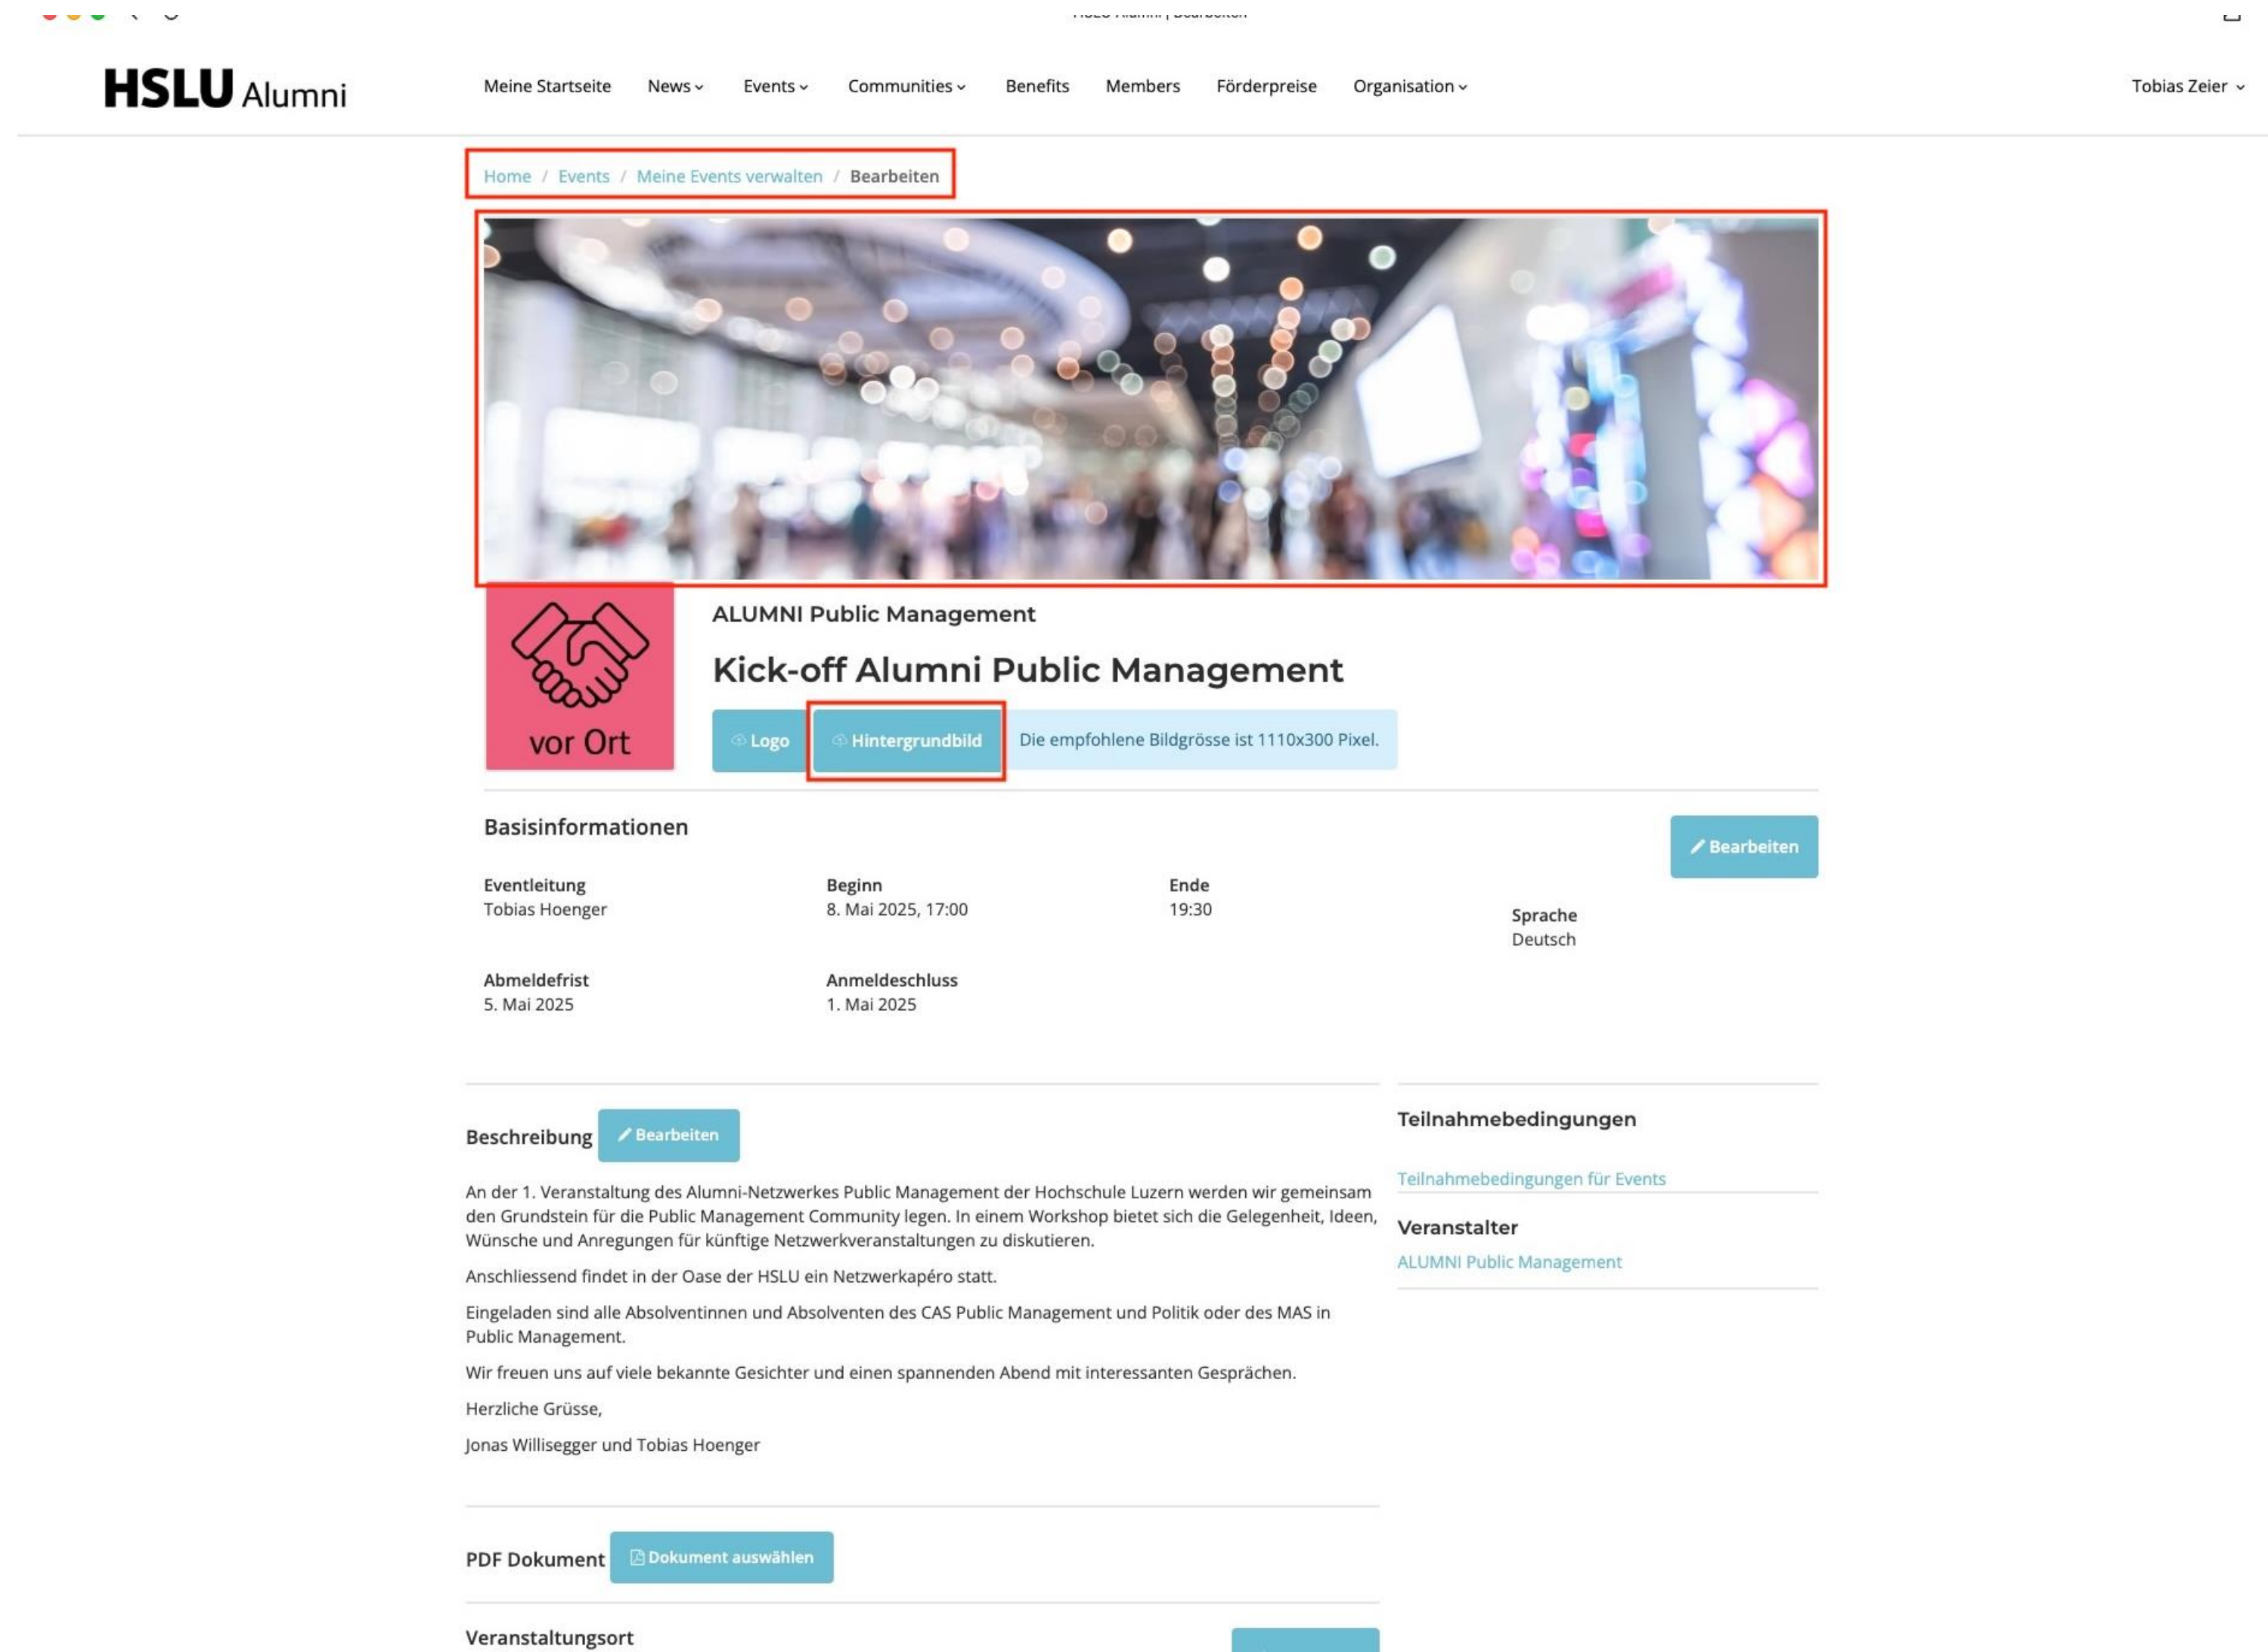 HSLU Alumni
Meine Startseite News Events Communities Benefits Members Förderpreise Organisation Tobias Zeier
Home / Events / Meine Events verwalten / Bearbeiten
ALUMNI Public Management
Kick-off Alumni Public Management
vor Ort
Logo Hintergrundbild Die empfohlene Bildgrösse ist 1110x300 Pixel.
Basisinformationen
Bearbeiten
Eventleitung Beginn Ende
Tobias Hoenger 8. Mai 2025, 17:00 19:30
Sprache
Deutsch
Abmeldefrist Anmeldeschluss
5. Mai 2025 1. Mai 2025
Beschreibung Bearbeiten
An der 1. Veranstaltung des Alumni-Netzwerkes Public Management der Hochschule Luzern werden wir gemeinsam
den Grundstein für die Public Management Community legen. In einem Workshop bietet sich die Gelegenheit, Ideen,
Wünsche und Anregungen für künftige Netzwerkveranstaltungen zu diskutieren.
Anschliessend findet in der Oase der HSLU ein Netzwerkapéro statt.
Eingeladen sind alle Absolventinnen und Absolventen des CAS Public Management und Politik oder des MAS in
Public Management.
Wir freuen uns auf viele bekannte Gesichter und einen spannenden Abend mit interessanten Gesprächen.
Herzliche Grüsse,
Jonas Willisegger und Tobias Hoenger
Teilnahmebedingungen
Teilnahmebedingungen für Events
Veranstalter
ALUMNI Public Management
PDF Dokument Dokument auswählen
Veranstaltungsort